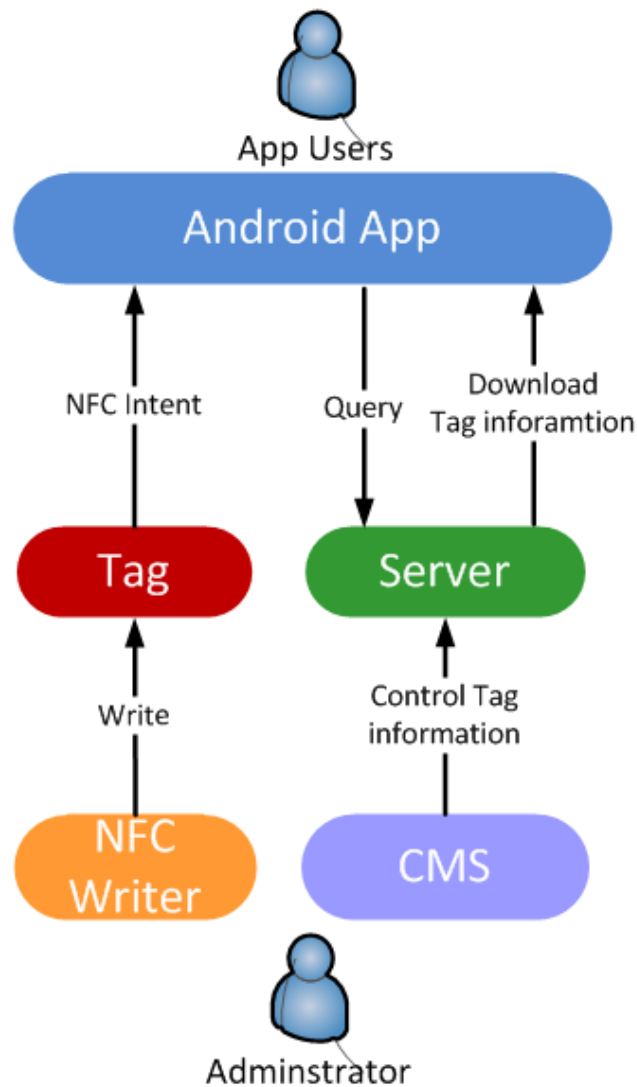 App Users
Android App
NFC Intent
Query
Download
Tag inforamtion
Tag
Server
Write
Control Tag
information
NFC
Writer
CMS
Adminstrator